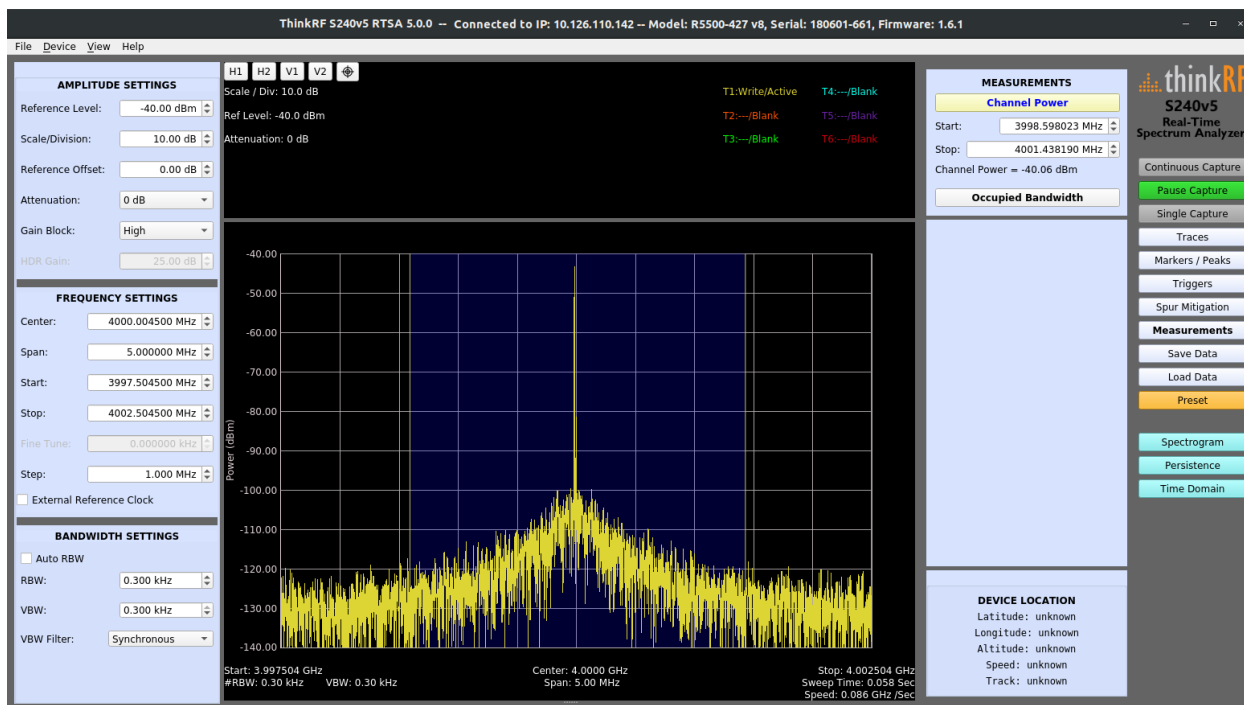 ThinkRF S240v5 RTSA 5.0.0 -- Connected to IP: 10.126.110.142 -- Model: R5500-427 v8, Serial: 180601-661, Firmware: 1.6.1
File Device View Help
AMPLITUDE SETTINGS
Reference Level: -40.00 dBm
Scale/Division: 10.00 dB
Reference Offset: 0.00 dB
Attenuation: 0 dB
Gain Block: High
HDR Gain: 25.00 dB
FREQUENCY SETTINGS
Center: 4000.004500 MHz
Span: 5.000000 MHz
Start: 3997.504500 MHz
Stop: 4002.504500 MHz
Fine Tune: 0.000000 kHz
Step: 1.000 MHz
External Reference Clock
BANDWIDTH SETTINGS
Auto RBW
RBW: 0.300 kHz
VBW: 0.300 kHz
VBW Filter: Synchronous
H1 H2 V1 V2
Scale / Div: 10.0 dB
Ref Level: -40.0 dBm
Attenuation: 0 dB
T1:Write/Active T4:---/Blank
T2:---/Blank T5:---/Blank
T3:---/Blank T6:---/Blank
Power (dBm)
-40.00
-50.00
-60.00
-70.00
-80.00
-90.00
-100.00
-110.00
-120.00
-130.00
-140.00
Start: 3.997504 GHz Center: 4.0000 GHz Stop: 4.002504 GHz
#RBW: 0.30 kHz VBW: 0.30 kHz Span: 5.00 MHz Sweep Time: 0.058 Sec
Speed: 0.086 GHz /Sec
MEASUREMENTS
Channel Power
Start: 3998.598023 MHz
Stop: 4001.438190 MHz
Channel Power = -40.06 dBm
Occupied Bandwidth
DEVICE LOCATION
Latitude: unknown
Longitude: unknown
Altitude: unknown
Speed: unknown
Track: unknown
thinkRF
S240v5
Real-Time
Spectrum Analyzer
Continuous Capture
Pause Capture
Single Capture
Traces
Markers / Peaks
Triggers
Spur Mitigation
Measurements
Save Data
Load Data
Preset
Spectrogram
Persistence
Time Domain